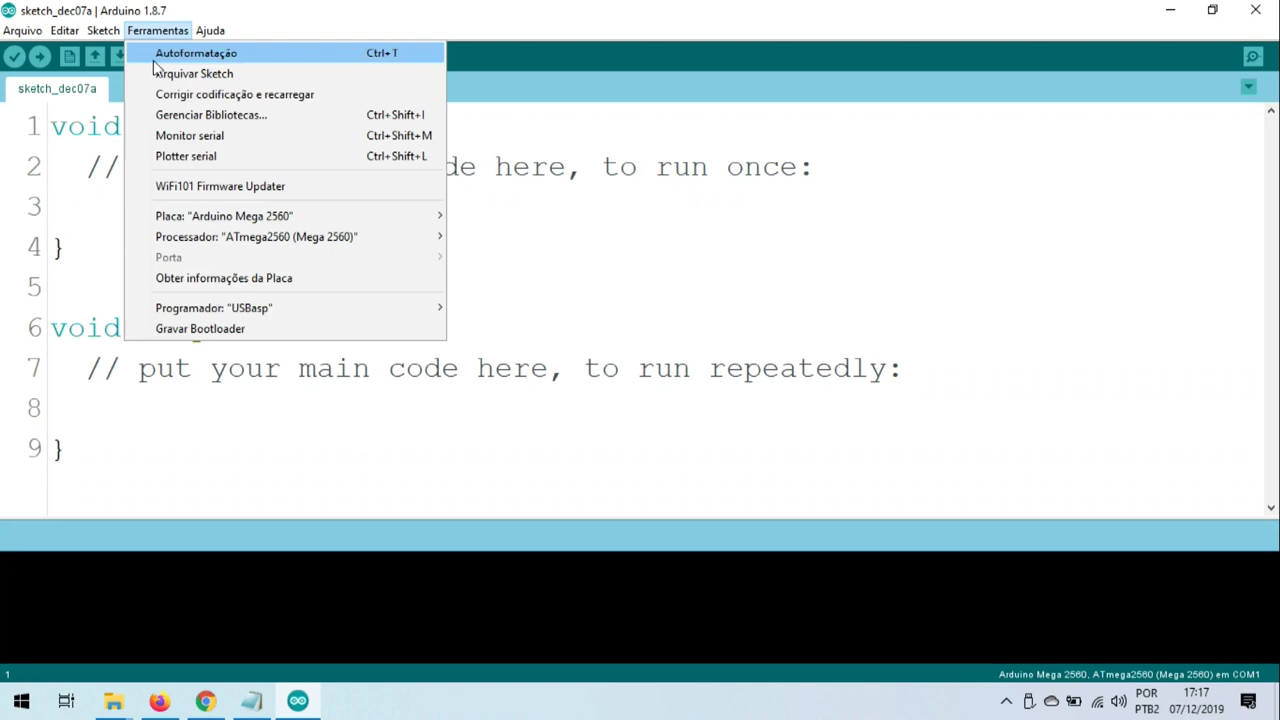 sketch_dec07a | Arduino 1.8.7
Arquivo Editar Sketch Ferramentas Ajuda
Autoformatação Ctrl+T
Arquivar Sketch
Corrigir codificação e recarregar
Gerenciar Bibliotecas... Ctrl+Shift+I
Monitor serial Ctrl+Shift+M
Plotter serial Ctrl+Shift+L
WiFi101 Firmware Updater
Placa: "Arduino Mega 2560"
Processador: "ATmega2560 (Mega 2560)"
Porta
Obter informações da Placa
Programador: "USBasp"
Gravar Bootloader
sketch_dec07a
1 void
2 // de here, to run once:
3
4 }
5
6 void
7 // put your main code here, to run repeatedly:
8
9 }
1 Arduino Mega 2560, ATmega2560 (Mega 2560) em COM1
POR 17:17
PTB2 07/12/2019